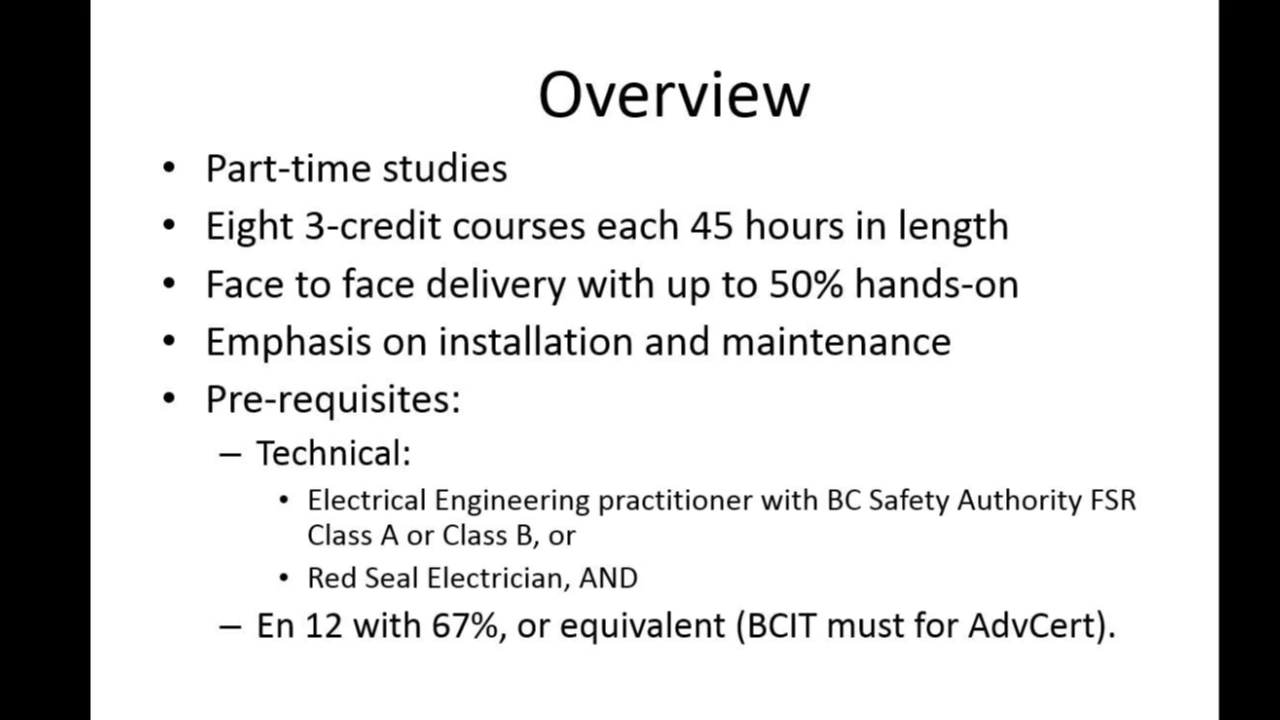 Overview
• Part-time studies
• Eight 3-credit courses each 45 hours in length
• Face to face delivery with up to 50% hands-on
• Emphasis on installation and maintenance
• Pre-requisites:
– Technical:
• Electrical Engineering practitioner with BC Safety Authority FSR
Class A or Class B, or
• Red Seal Electrician, AND
– En 12 with 67%, or equivalent (BCIT must for AdvCert).